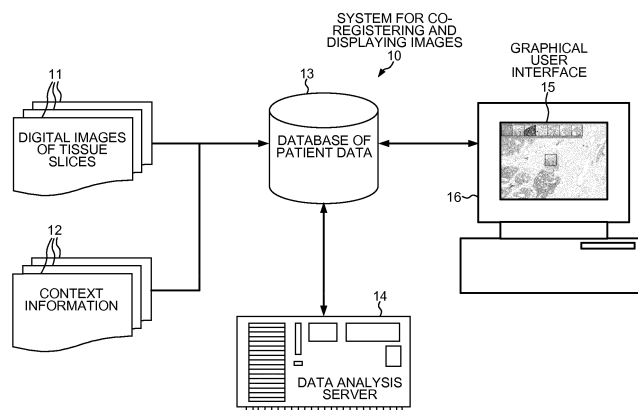 SYSTEM FOR CO-
REGISTERING AND
DISPLAYING IMAGES
10
GRAPHICAL
USER
INTERFACE
15
11
DIGITAL IMAGES
OF TISSUE
SLICES
13
DATABASE OF
PATIENT DATA
16
12
CONTEXT
INFORMATION
14
DATA ANALYSIS
SERVER